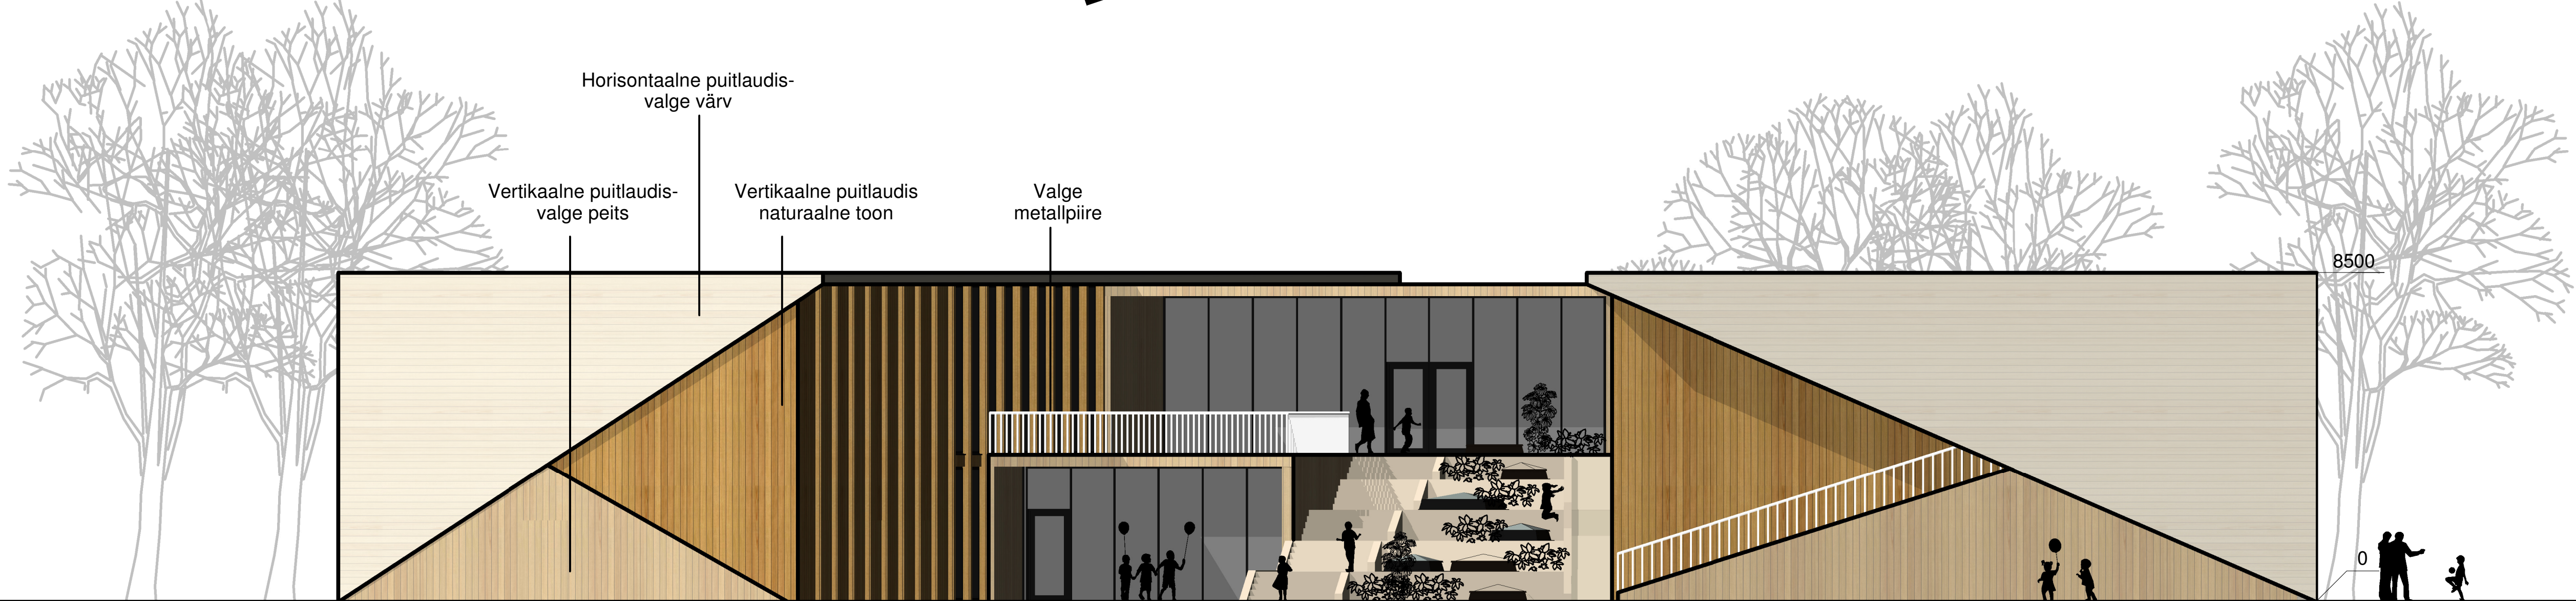 Horisontaalne puitlaudis-
valge värv
Vertikaalne puitlaudis-
valge peits
Vertikaalne puitlaudis
naturaalne toon
Valge
metallpiire
8500
0